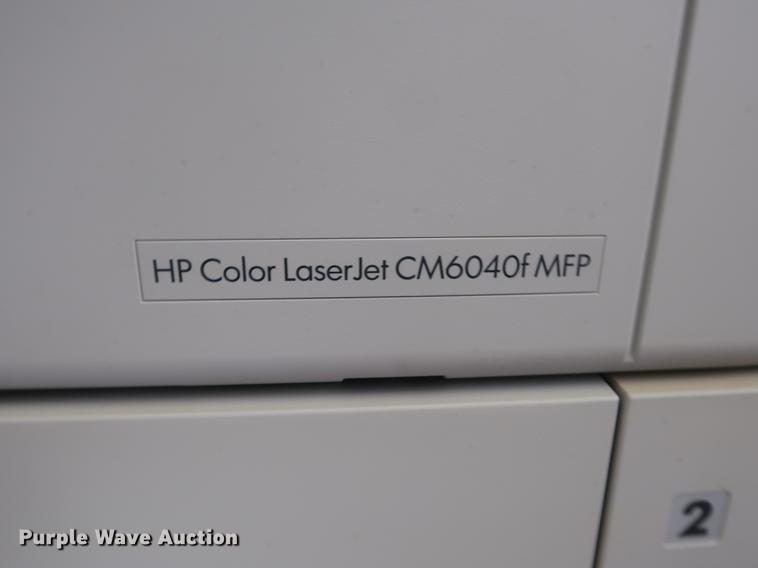 HP Color LaserJet CM6040f MFP
2
Purple Wave Auction